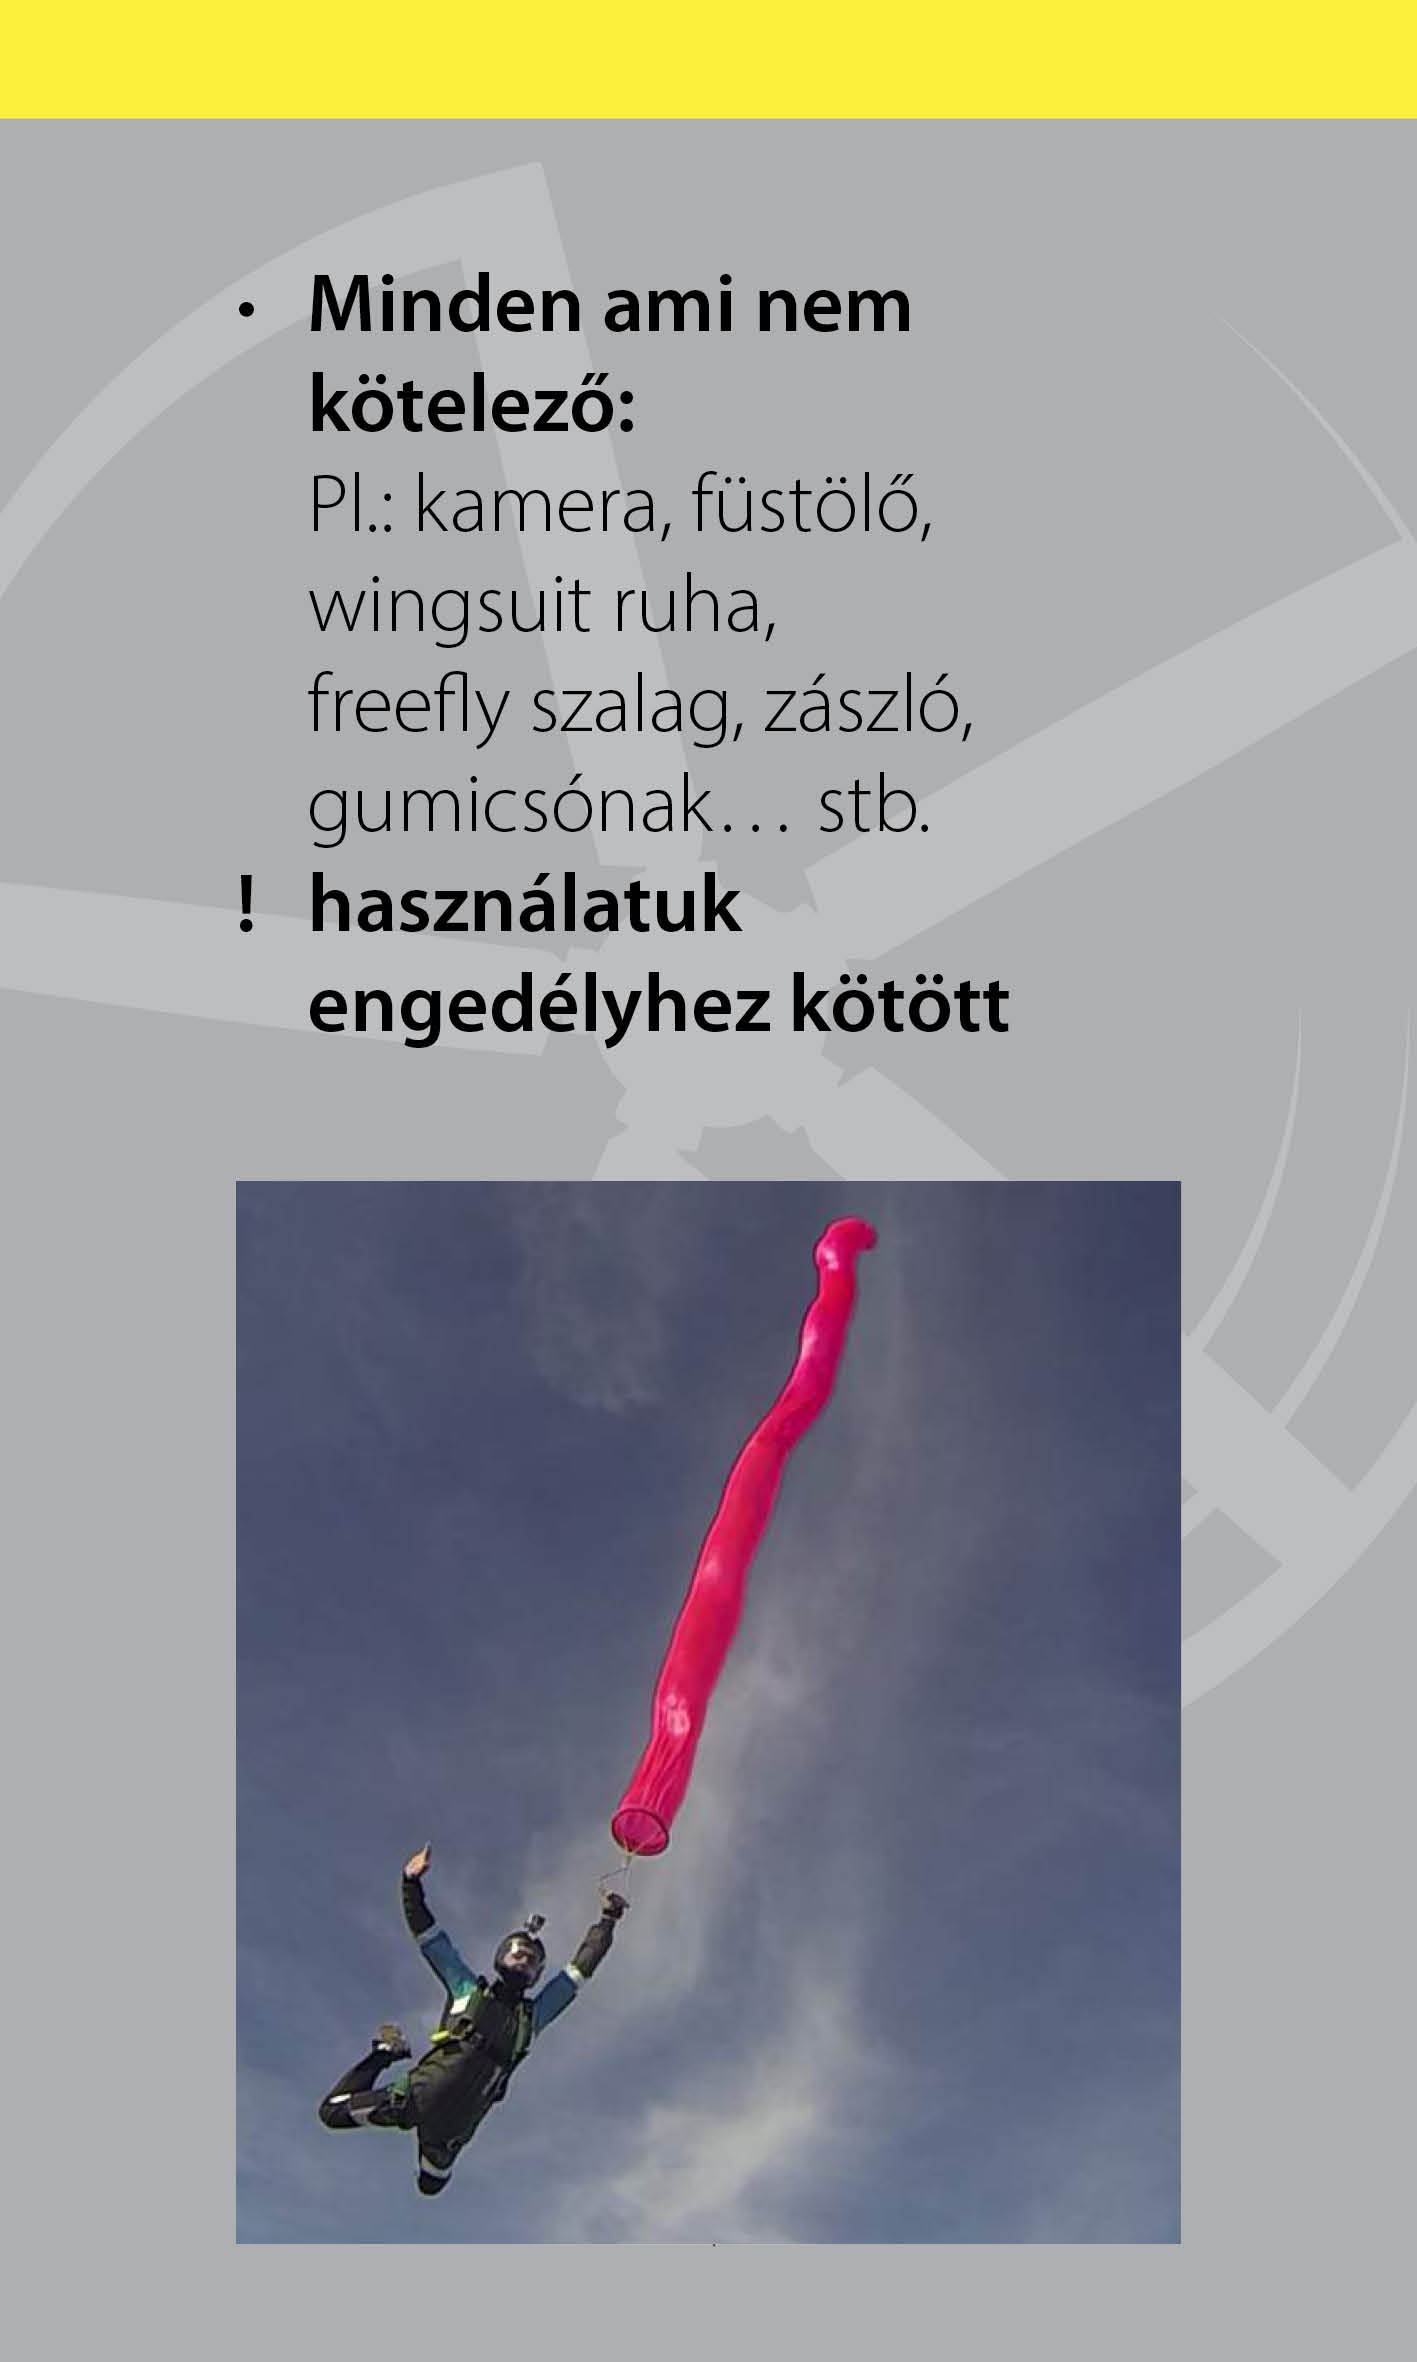 • Minden ami nem
kötelező:
Pl.: kamera, füstölő,
wingsuit ruha,
freefly szalag, zászló,
gumicsónak… stb.
! használatuk
engedélyhez kötött